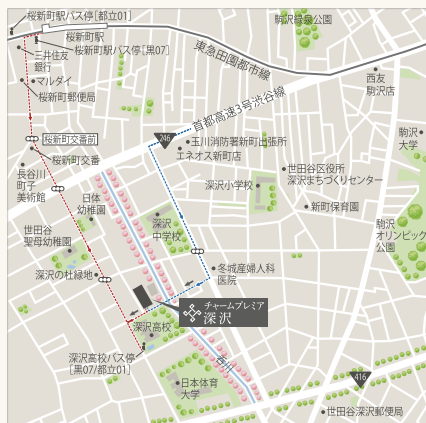 桜新町駅バス停[都立01]
桜新町駅
桜新町駅バス停[黒07]
三井住友
銀行
マルダイ
桜新町郵便局
東急田園都市線
駒沢緑泉公園
西友
駒沢店
首都高速3号渋谷線
246
桜新町交番前
桜新町交番
玉川消防署新町出張所
エネオス新町店
駒沢
大学
長谷川
町子
美術館
深沢小学校
世田谷区役所
深沢まちづくりセンター
新町保育園
日体
幼稚園
深沢
中学校
駒沢
オリンピック
公園
世田谷
聖母幼稚園
深沢の杜緑地
冬城産婦人科
医院
チャームプレミア
深沢
深沢高校
深沢高校バス停
[黒07/都立01]
呑川
日本体育
大学
416
世田谷深沢郵便局